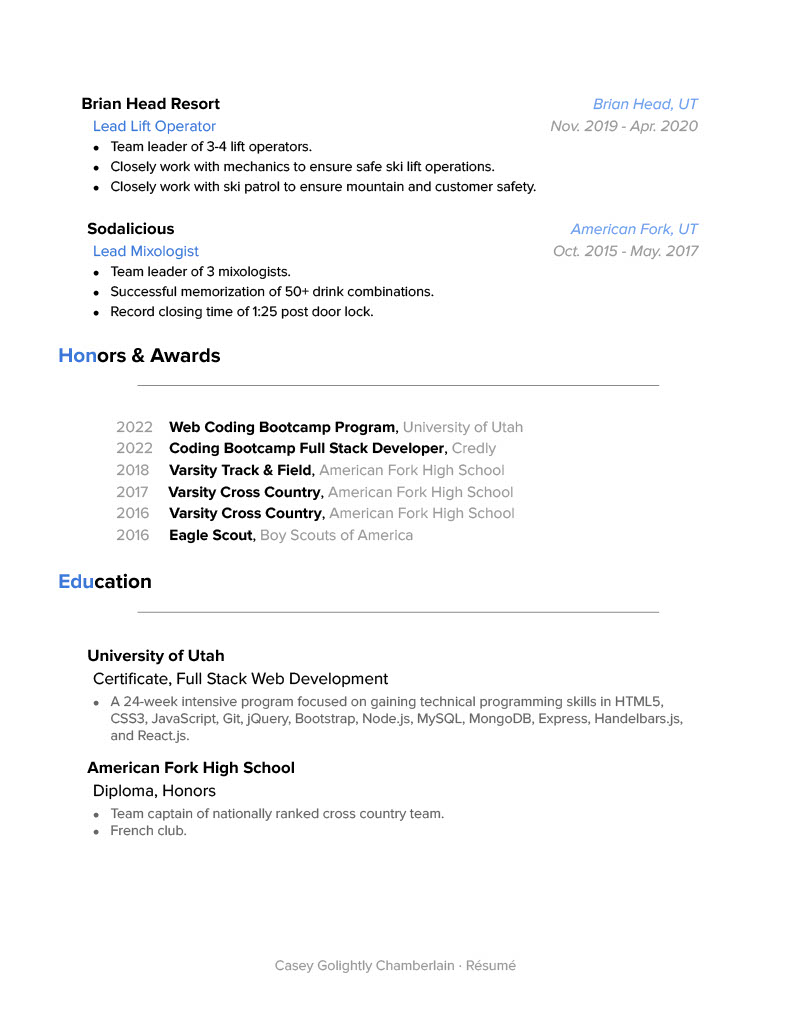 Brian Head Resort Brian Head, UT
Lead Lift Operator Nov. 2019 - Apr. 2020
• Team leader of 3-4 lift operators.
• Closely work with mechanics to ensure safe ski lift operations.
• Closely work with ski patrol to ensure mountain and customer safety.
Sodalicious American Fork, UT
Lead Mixologist Oct. 2015 - May. 2017
• Team leader of 3 mixologists.
• Successful memorization of 50+ drink combinations.
• Record closing time of 1:25 post door lock.
Honors & Awards
2022 Web Coding Bootcamp Program, University of Utah
2022 Coding Bootcamp Full Stack Developer, Credly
2018 Varsity Track & Field, American Fork High School
2017 Varsity Cross Country, American Fork High School
2016 Varsity Cross Country, American Fork High School
2016 Eagle Scout, Boy Scouts of America
Education
University of Utah
Certificate, Full Stack Web Development
• A 24-week intensive program focused on gaining technical programming skills in HTML5,
CSS3, JavaScript, Git, jQuery, Bootstrap, Node.js, MySQL, MongoDB, Express, Handelbars.js,
and React.js.
American Fork High School
Diploma, Honors
• Team captain of nationally ranked cross country team.
• French club.
Casey Golightly Chamberlain · Résumé